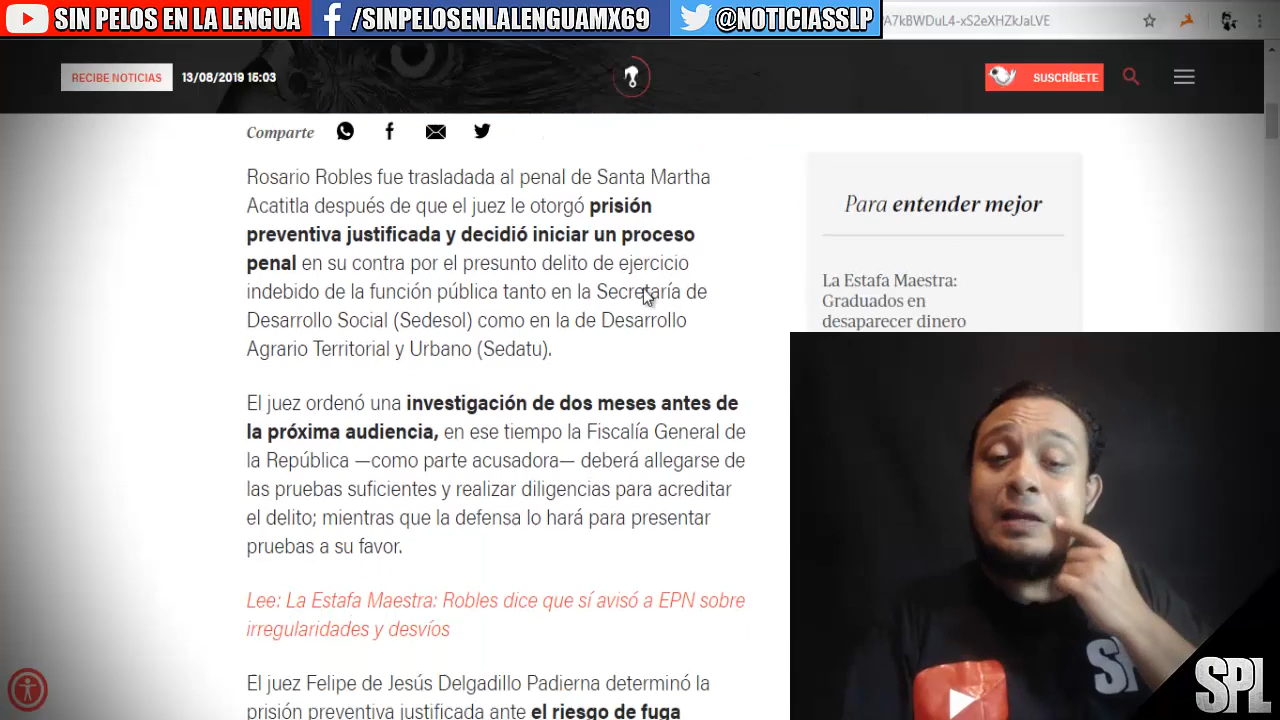 SIN PELOS EN LA LENGUA
/SINPELOSENLALENGUAMX69
@NOTICIASSLP
A7kBWDuL4-xS2eXHZkJaLVE
RECIBE NOTICIAS
13/08/2019 15:03
SUSCRÍBETE
Comparte
Rosario Robles fue trasladada al penal de Santa Martha
Acatitla después de que el juez le otorgó prisión
preventiva justificada y decidió iniciar un proceso
penal en su contra por el presunto delito de ejercicio
indebido de la función pública tanto en la Secretaría de
Desarrollo Social (Sedesol) como en la de Desarrollo
Agrario Territorial y Urbano (Sedatu).
El juez ordenó una investigación de dos meses antes de
la próxima audiencia, en ese tiempo la Fiscalía General de
la República —como parte acusadora— deberá allegarse de
las pruebas suficientes y realizar diligencias para acreditar
el delito; mientras que la defensa lo hará para presentar
pruebas a su favor.
Lee: La Estafa Maestra: Robles dice que sí avisó a EPN sobre
irregularidades y desvíos
El juez Felipe de Jesús Delgadillo Padierna determinó la
prisión preventiva justificada ante el riesgo de fuga
Para entender mejor
La Estafa Maestra:
Graduados en
desaparecer dinero
SPL
SPL